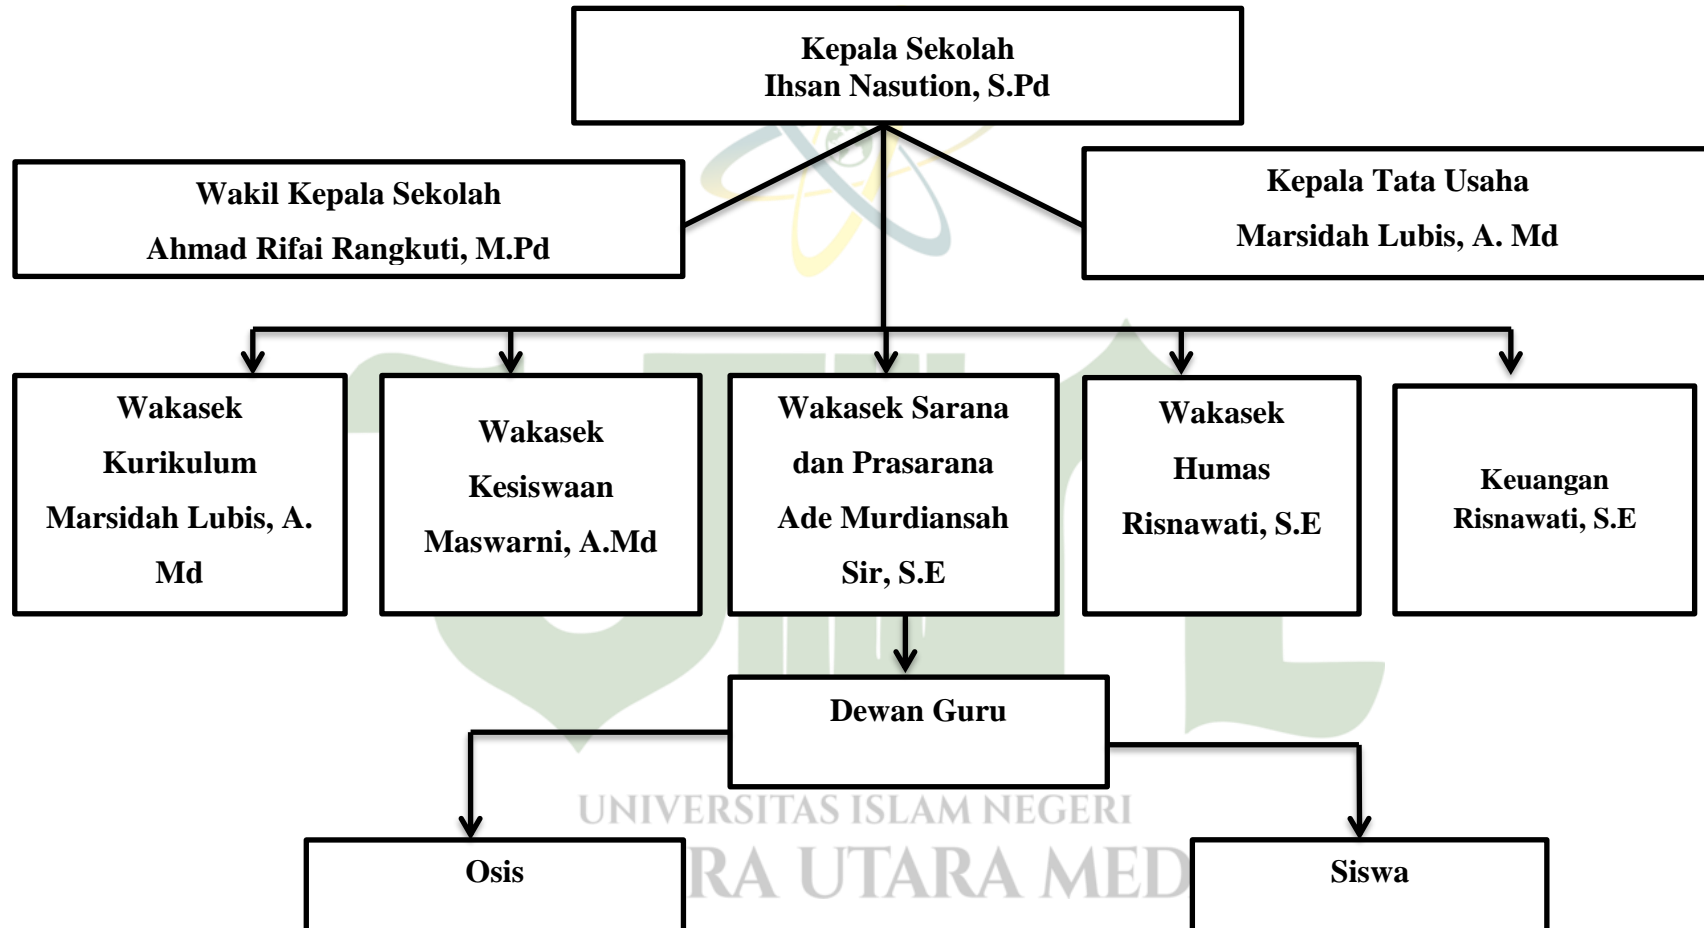 Kepala Sekolah
Ihsan Nasution, S.Pd
Wakil Kepala Sekolah
Ahmad Rifai Rangkuti, M.Pd
Kepala Tata Usaha
Marsidah Lubis, A. Md
Wakasek
Kurikulum
Marsidah Lubis, A.
Md
Wakasek
Kesiswaan
Maswarni, A.Md
Wakasek Sarana
dan Prasarana
Ade Murdiansah
Sir, S.E
Wakasek
Humas
Risnawati, S.E
Keuangan
Risnawati, S.E
Dewan Guru
UNIVERSITAS ISLAM NEGERI
RA UTARA MED
Osis
Siswa